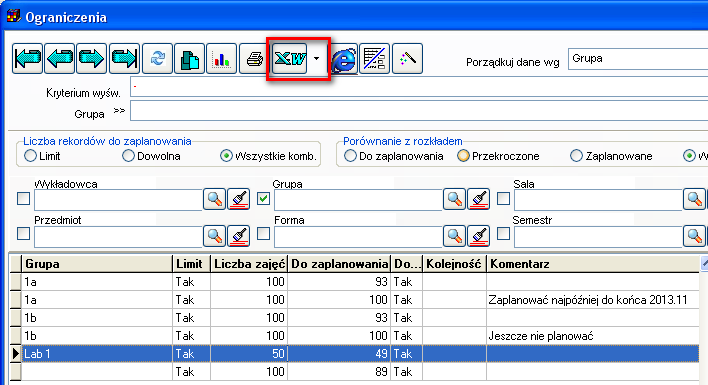 Ograniczenia
X:W
Porządkuj dane wg Grupa
Kryterium wyśw. .
Grupa >>
Liczba rekordów do zaplanowania
Limit Dowolna Wszystkie komb.
Porównanie z rozkładem
Do zaplanowania Przekroczone Zaplanowane W
Wykładowca Grupa Sala
Przedmiot Forma Semestr
Grupa Limit Liczba zajęć Do zaplanowania Do... Kolejność Komentarz
1a Tak 100 93 Tak
1a Tak 100 100 Tak Zaplanować najpóźniej do końca 2013.11
1b Tak 100 93 Tak
1b Tak 100 100 Tak Jeszcze nie planować
Lab 1 Tak 50 49 Tak
Tak 100 89 Tak